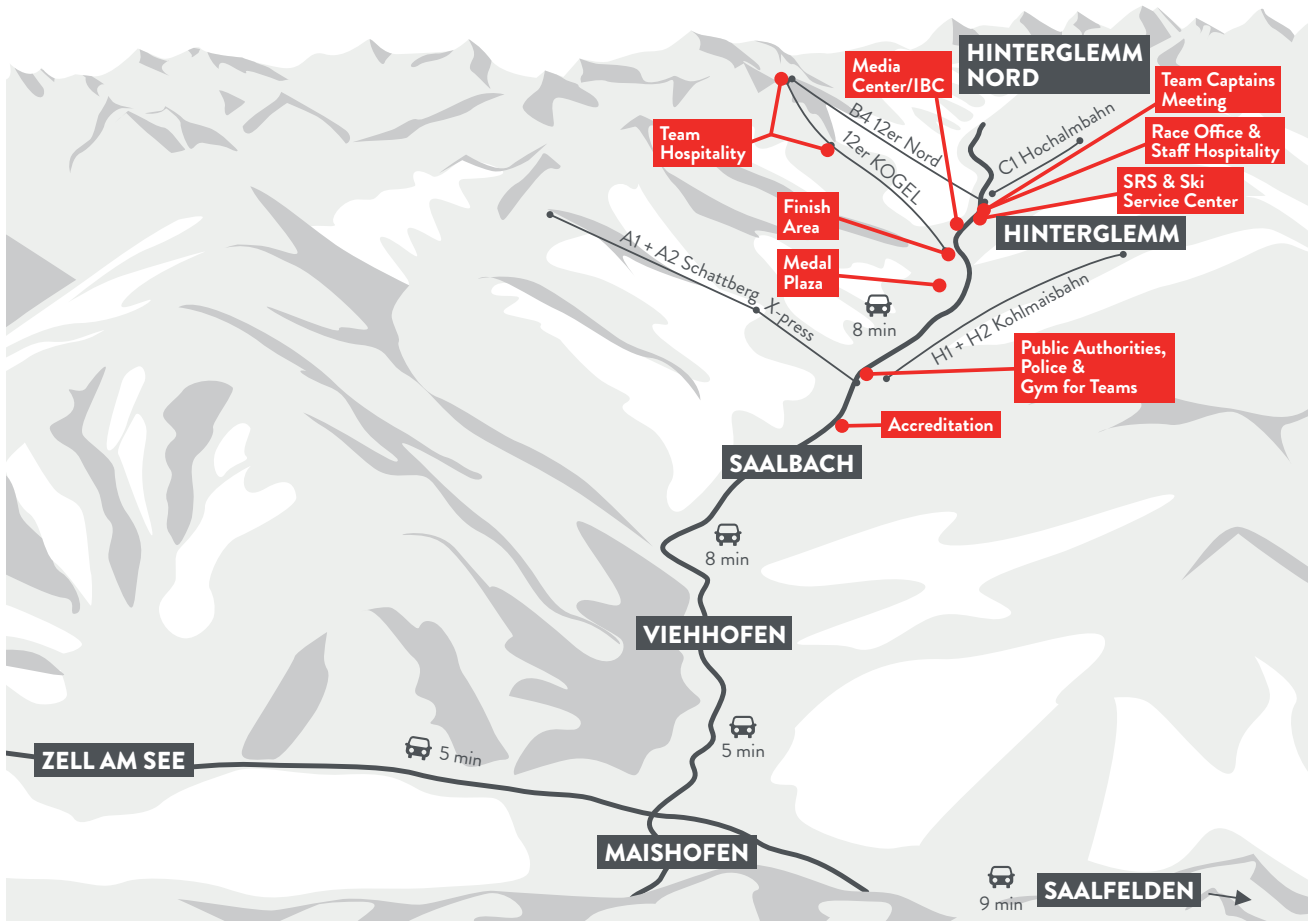 HINTERGLEMM
NORD
Media
Center/IBC
Team Captains
Meeting
Team
Hospitality
B4 12er Nord
12er KOGEL
C1 Hochalmbahn
Race Office &
Staff Hospitality
SRS & Ski
Service Center
Finish
Area
HINTERGLEMM
A1 + A2 Schattberg X-press
Medal
Plaza
8 min
H1 + H2 Kohlmaisbahn
Public Authorities,
Police &
Gym for Teams
Accreditation
SAALBACH
8 min
VIEHHOFEN
5 min
ZELL AM SEE
5 min
MAISHOFEN
9 min
SAALFELDEN